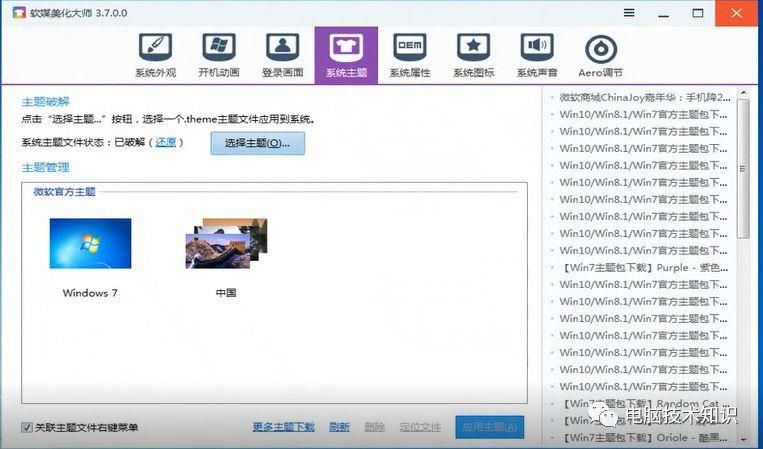 软媒美化大师 3.7.0.0
系统外观 开机动画 登录画面 系统主题 系统属性 系统图标 系统声音 Aero调节
OEM
主题破解
点击“选择主题...”按钮，选择一个.theme主题文件应用到系统。
系统主题文件状态：已破解（还原） 选择主题(O)...
主题管理
微软官方主题
Windows 7 中国
关联主题文件右键菜单 更多主题下载 刷新 删除 定位文件 应用主题(A)
微软商城ChinaJoy嘉年华：手机降2...
Win10/Win8.1/Win7官方主题包下...
Win10/Win8.1/Win7官方主题包下...
Win10/Win8.1/Win7官方主题包下...
Win10/Win8.1/Win7官方主题包下...
Win10/Win8.1/Win7官方主题包下...
Win10/Win8.1/Win7官方主题包下...
Win10/Win8.1/Win7官方主题包下...
Win10/Win8.1/Win7官方主题包下...
Win10/Win8.1/Win7官方主题包下...
【Win7主题包下载】Purple - 紫色...
Win10/Win8.1/Win7官方主题包下...
Win10/Win8.1/Win7官方主题包下...
Win10/Win8.1/Win7官方主题包下...
Win10/Win8.1/Win7官方主题包下...
Win10/Win8.1/Win7官方主题包下...
Win10/Win8.1/Win7官方主题包下...
Win10/Win8.1/Win7官方主题包下...
【Win7主题包下载】Random Cat...
【Win7主题包下载】
【Win7主题包下载】Oriole - 酷黑...
电脑技术知识